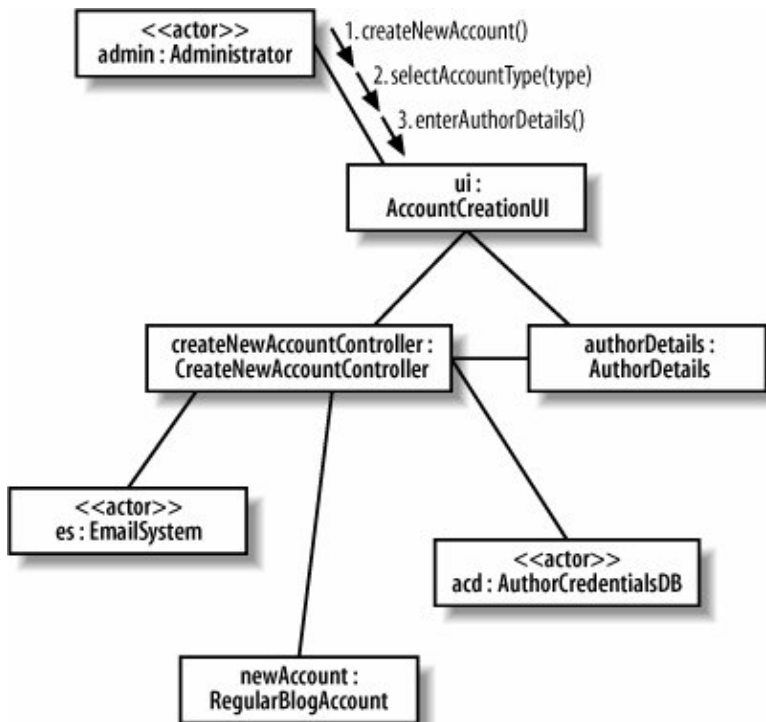 <<actor>>
admin : Administrator
1. createNewAccount()
2. selectAccountType(type)
3. enterAuthorDetails()
ui :
AccountCreationUI
createNewAccountController :
CreateNewAccountController
authorDetails :
AuthorDetails
<<actor>>
es : EmailSystem
<<actor>>
acd : AuthorCredentialsDB
newAccount :
RegularBlogAccount